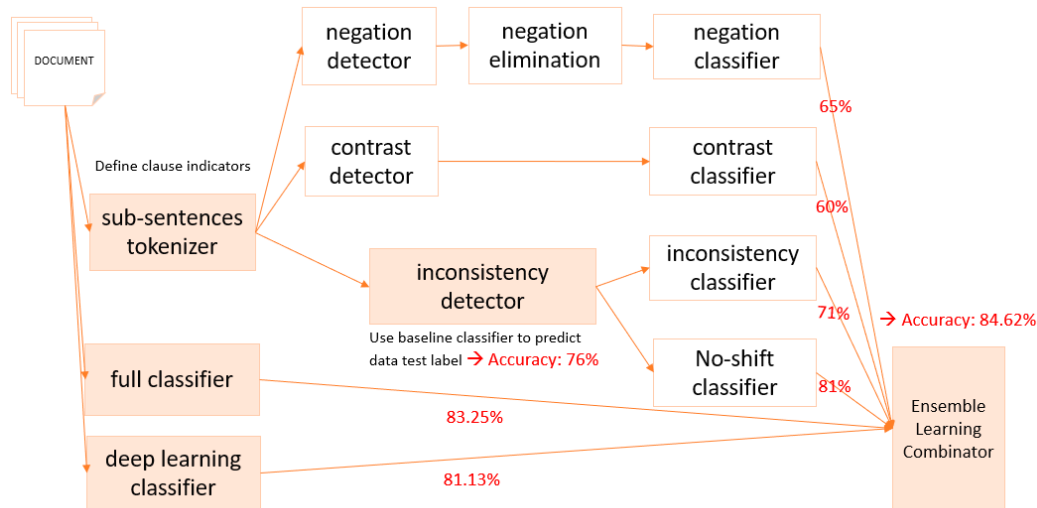 DOCUMENT
negation
detector
negation
elimination
negation
classifier
65%
Define clause indicators
contrast
detector
contrast
classifier
60%
sub-sentences
tokenizer
inconsistency
detector
inconsistency
classifier
71%
→ Accuracy: 84.62%
Use baseline classifier to predict
data test label → Accuracy: 76%
No-shift
classifier
81%
full classifier
83.25%
Ensemble
Learning
Combinator
deep learning
classifier
81.13%